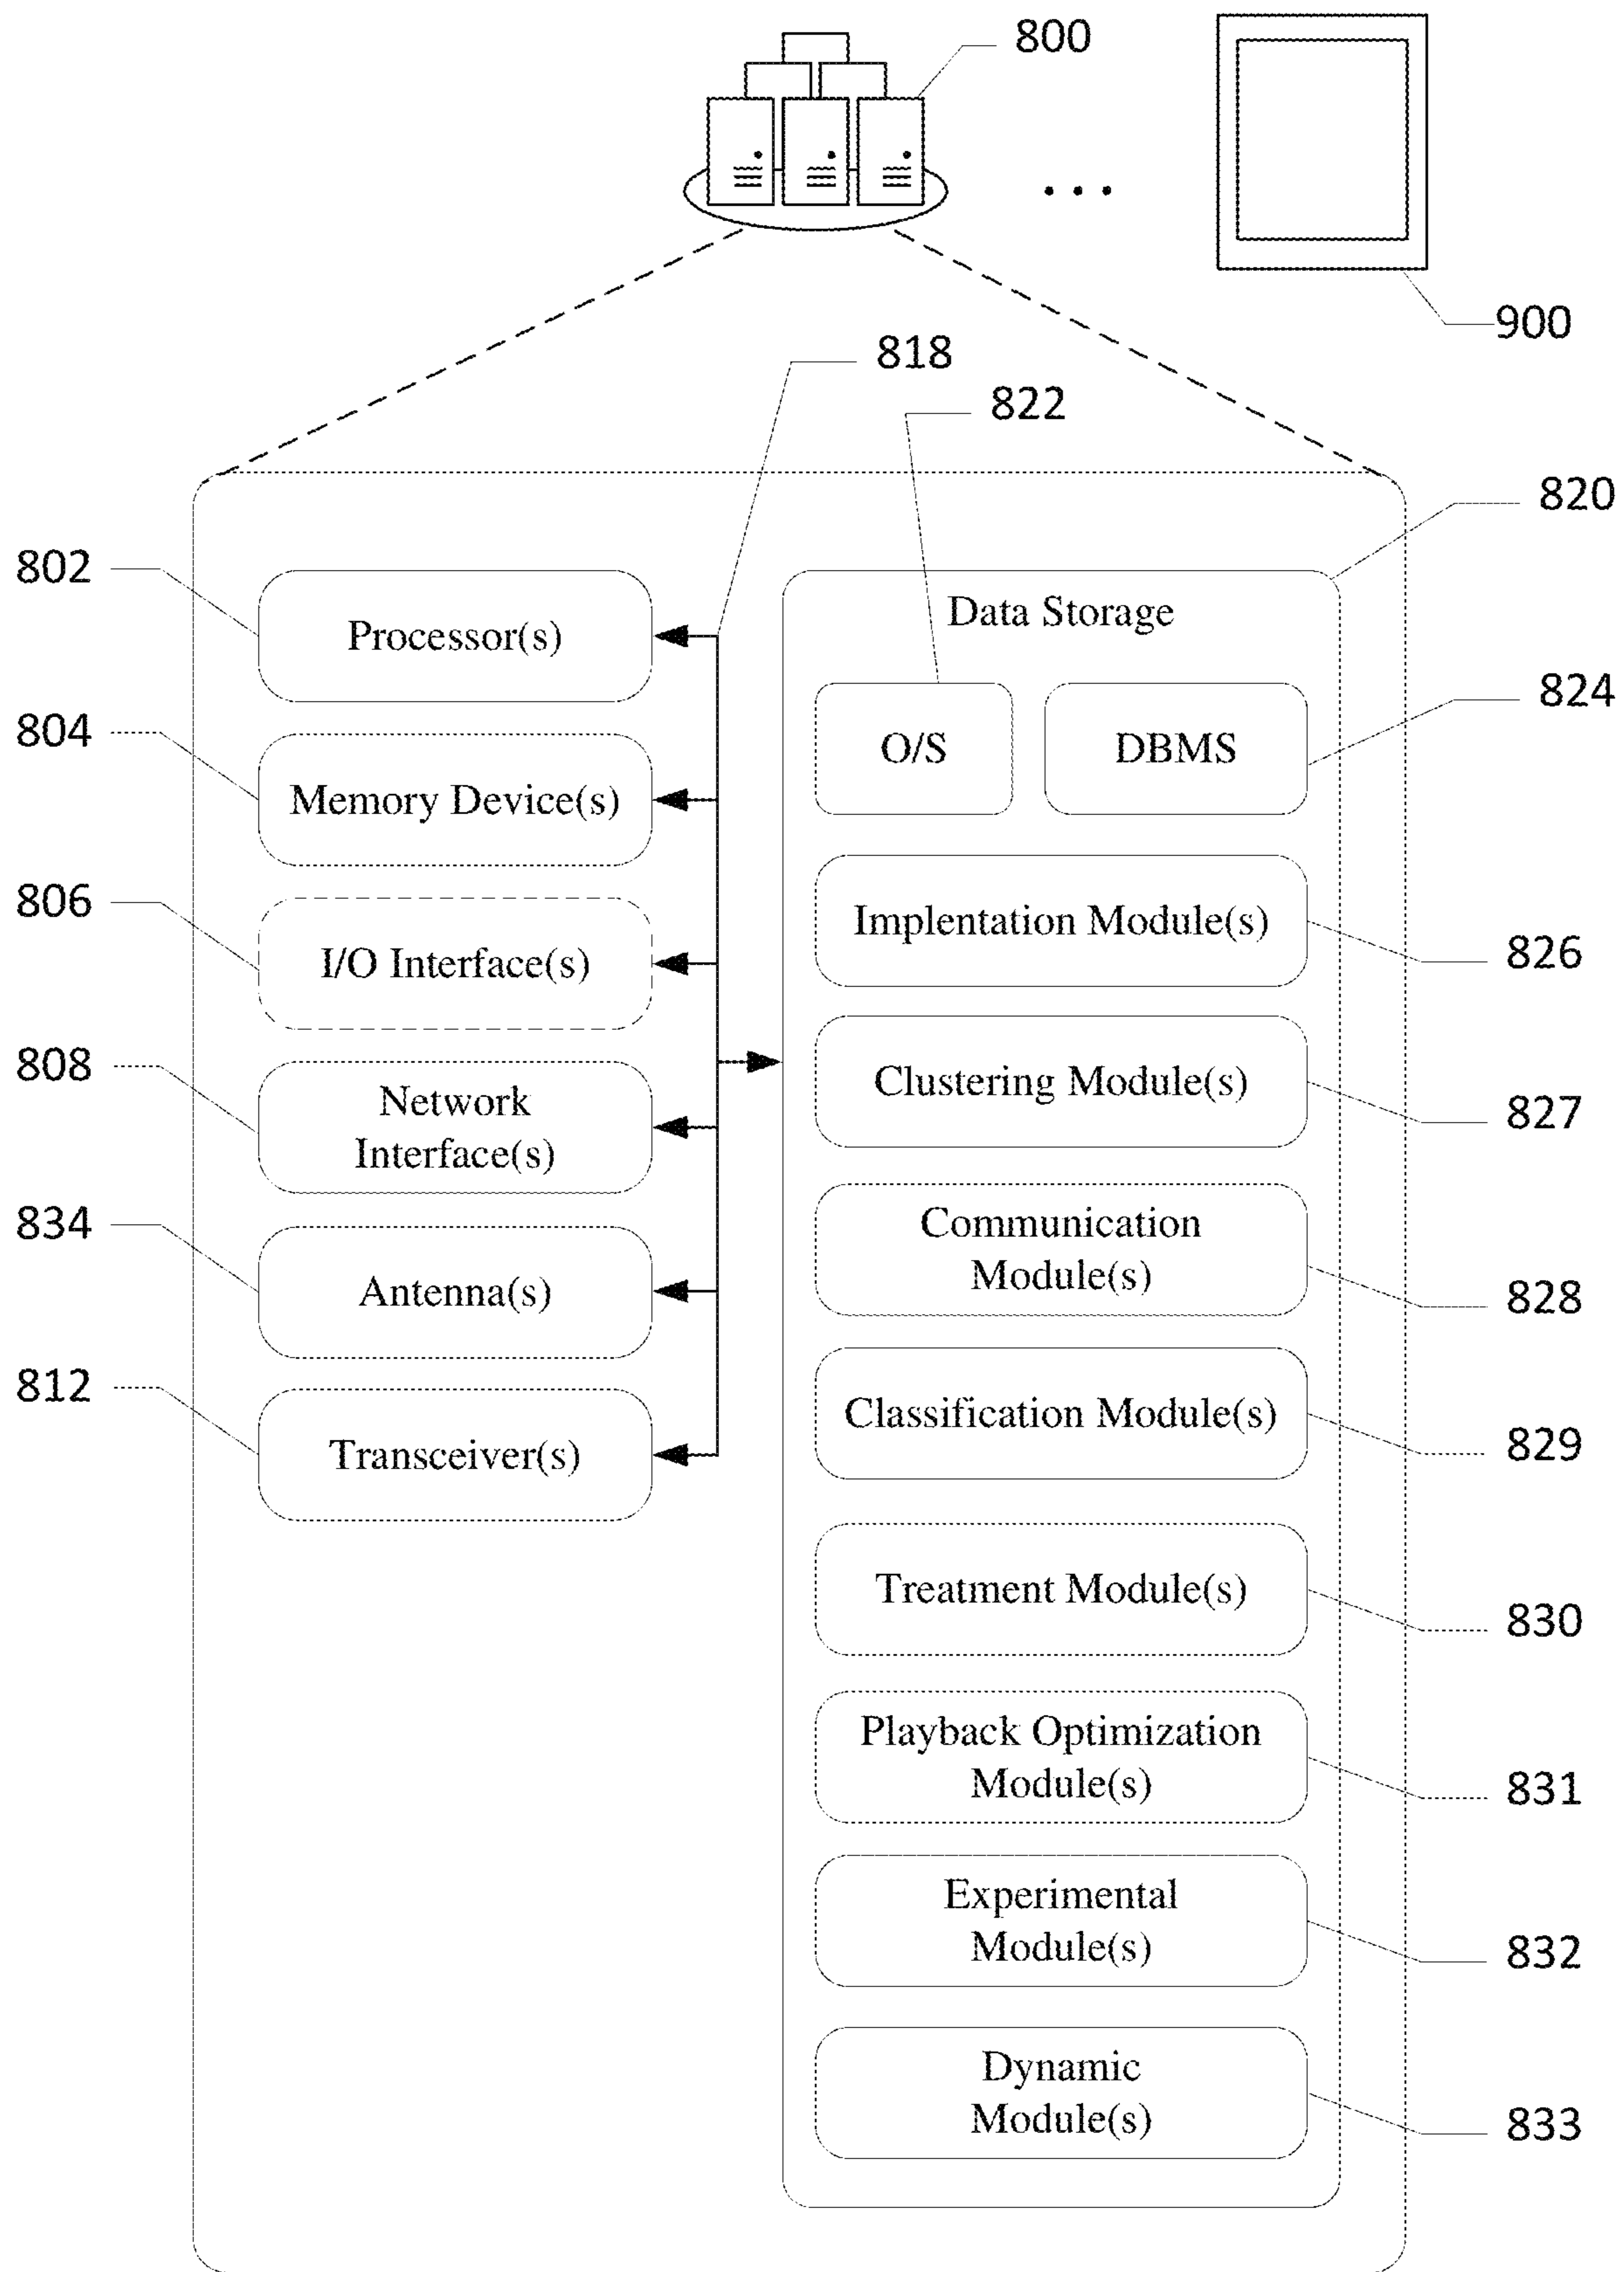 800
900
818
822
820
802
Processor(s)
Data Storage
804
Memory Device(s)
O/S
DBMS
824
806
I/O Interface(s)
Implentation Module(s)
826
808
Network
Interface(s)
Clustering Module(s)
827
834
Antenna(s)
Communication
Module(s)
828
812
Transceiver(s)
Classification Module(s)
829
Treatment Module(s)
830
Playback Optimization
Module(s)
831
Experimental
Module(s)
832
Dynamic
Module(s)
833